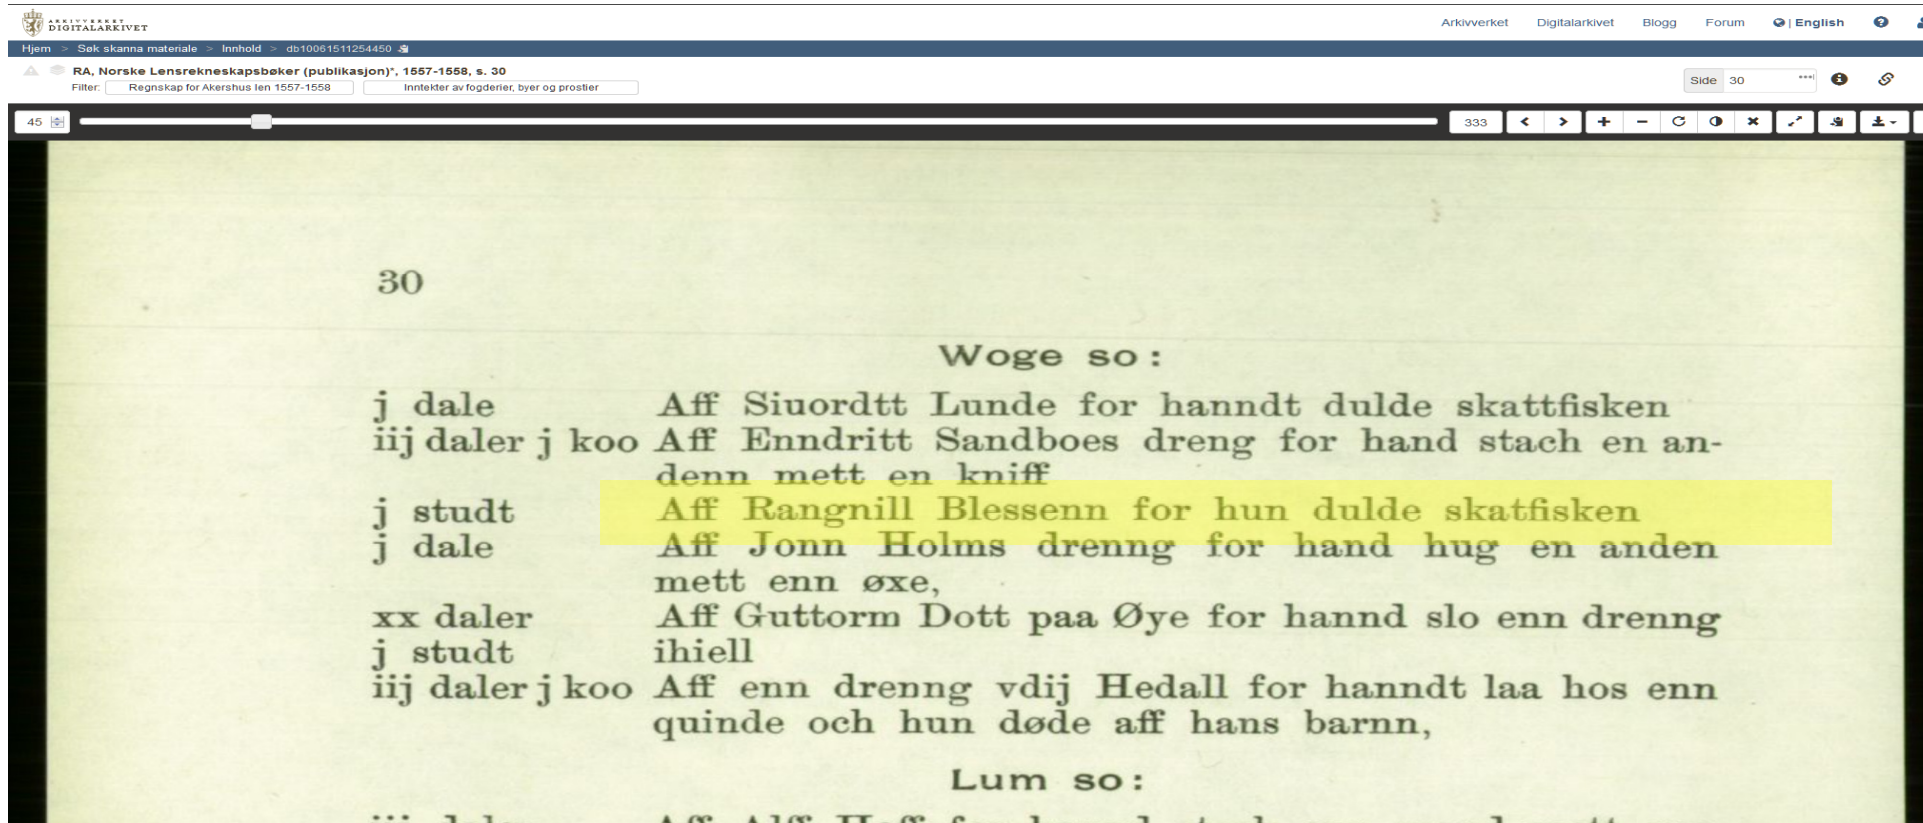 ARKIVVERKET
DIGITALARKIVET
Arkivverket Digitalarkivet Blogg Forum | English
Hjem > Søk skanna materiale > Innhold > db10061511254450
RA, Norske Lensrekneskapsbøker (publikasjon)*, 1557-1558, s. 30
Filter: Regnskap for Akershus len 1557-1558 Inntekter av fogderier, byer og prostier
Side 30
45 333
30
Woge so:
j dale Aff Siuordtt Lunde for hanndt dulde skattfisken
iij daler j koo Aff Enndritt Sandboes dreng for hand stach en an-
denn mett en kniff
j studt Aff Rangnill Blessenn for hun dulde skatfisken
j dale Aff Jonn Holms drenng for hand hug en anden
mett enn øxe,
xx daler Aff Guttorm Dott paa Øye for hannd slo enn drenng
j studt ihiell
iij daler j koo Aff enn drenng vdij Hedall for hanndt laa hos enn
quinde och hun døde aff hans barnn,
Lum so: